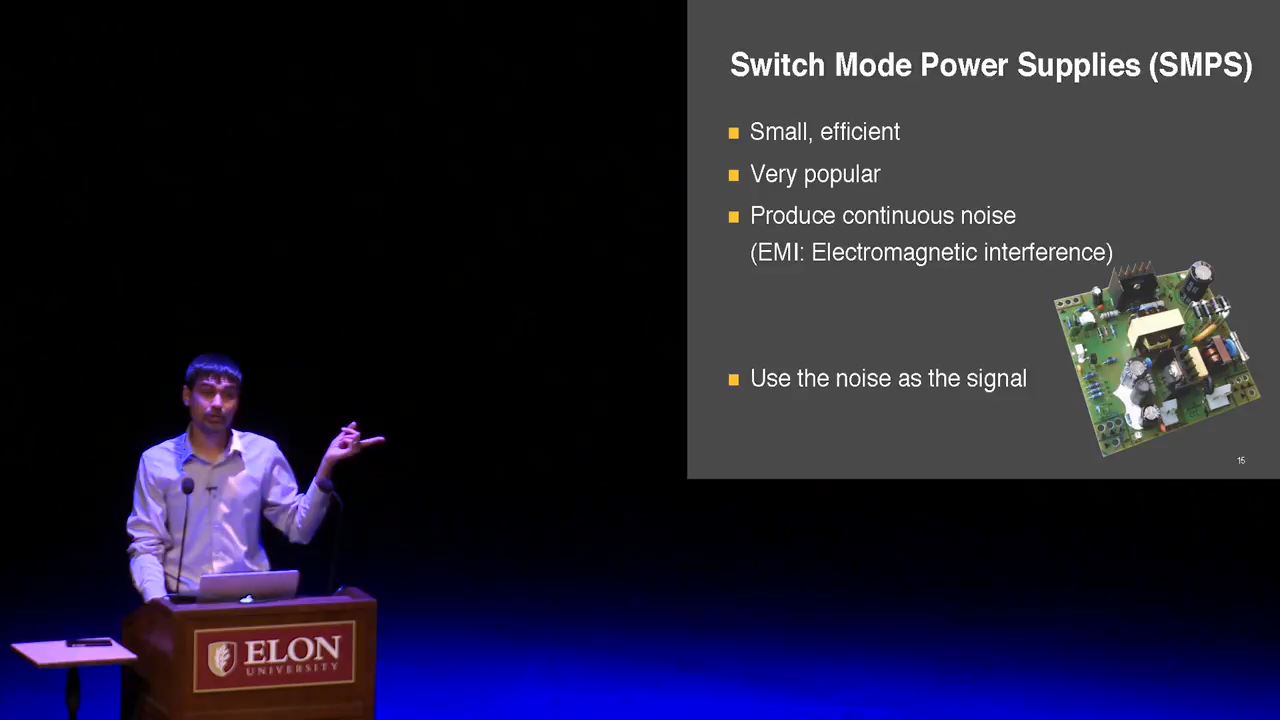 Switch Mode Power Supplies (SMPS)
Small, efficient
Very popular
Produce continuous noise
(EMI: Electromagnetic interference)
Use the noise as the signal
15
ELON
UNIVERSITY